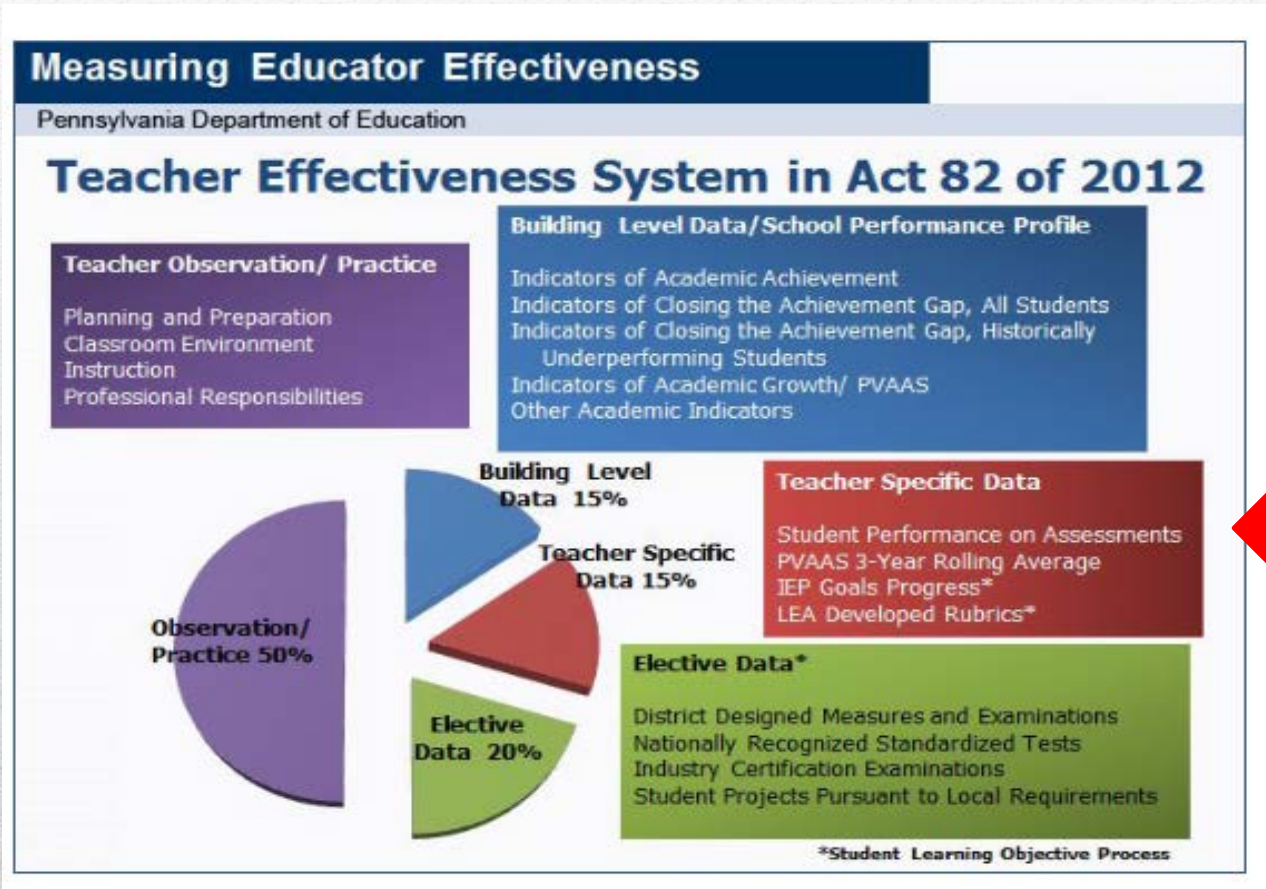 Measuring Educator Effectiveness
Pennsylvania Department of Education
Teacher Effectiveness System in Act 82 of 2012
Teacher Observation/ Practice
Planning and Preparation
Classroom Environment
Instruction
Professional Responsibilities
Building Level Data/School Performance Profile
Indicators of Academic Achievement
Indicators of Closing the Achievement Gap, All Students
Indicators of Closing the Achievement Gap, Historically
Underperforming Students
Indicators of Academic Growth/ PVAAS
Other Academic Indicators
Building Level
Data 15%
Teacher Specific
Data 15%
Observation/
Practice 50%
Elective
Data 20%
Teacher Specific Data
Student Performance on Assessments
PVAAS 3-Year Rolling Average
IEP Goals Progress*
LEA Developed Rubrics*
Elective Data*
District Designed Measures and Examinations
Nationally Recognized Standardized Tests
Industry Certification Examinations
Student Projects Pursuant to Local Requirements
*Student Learning Objective Process